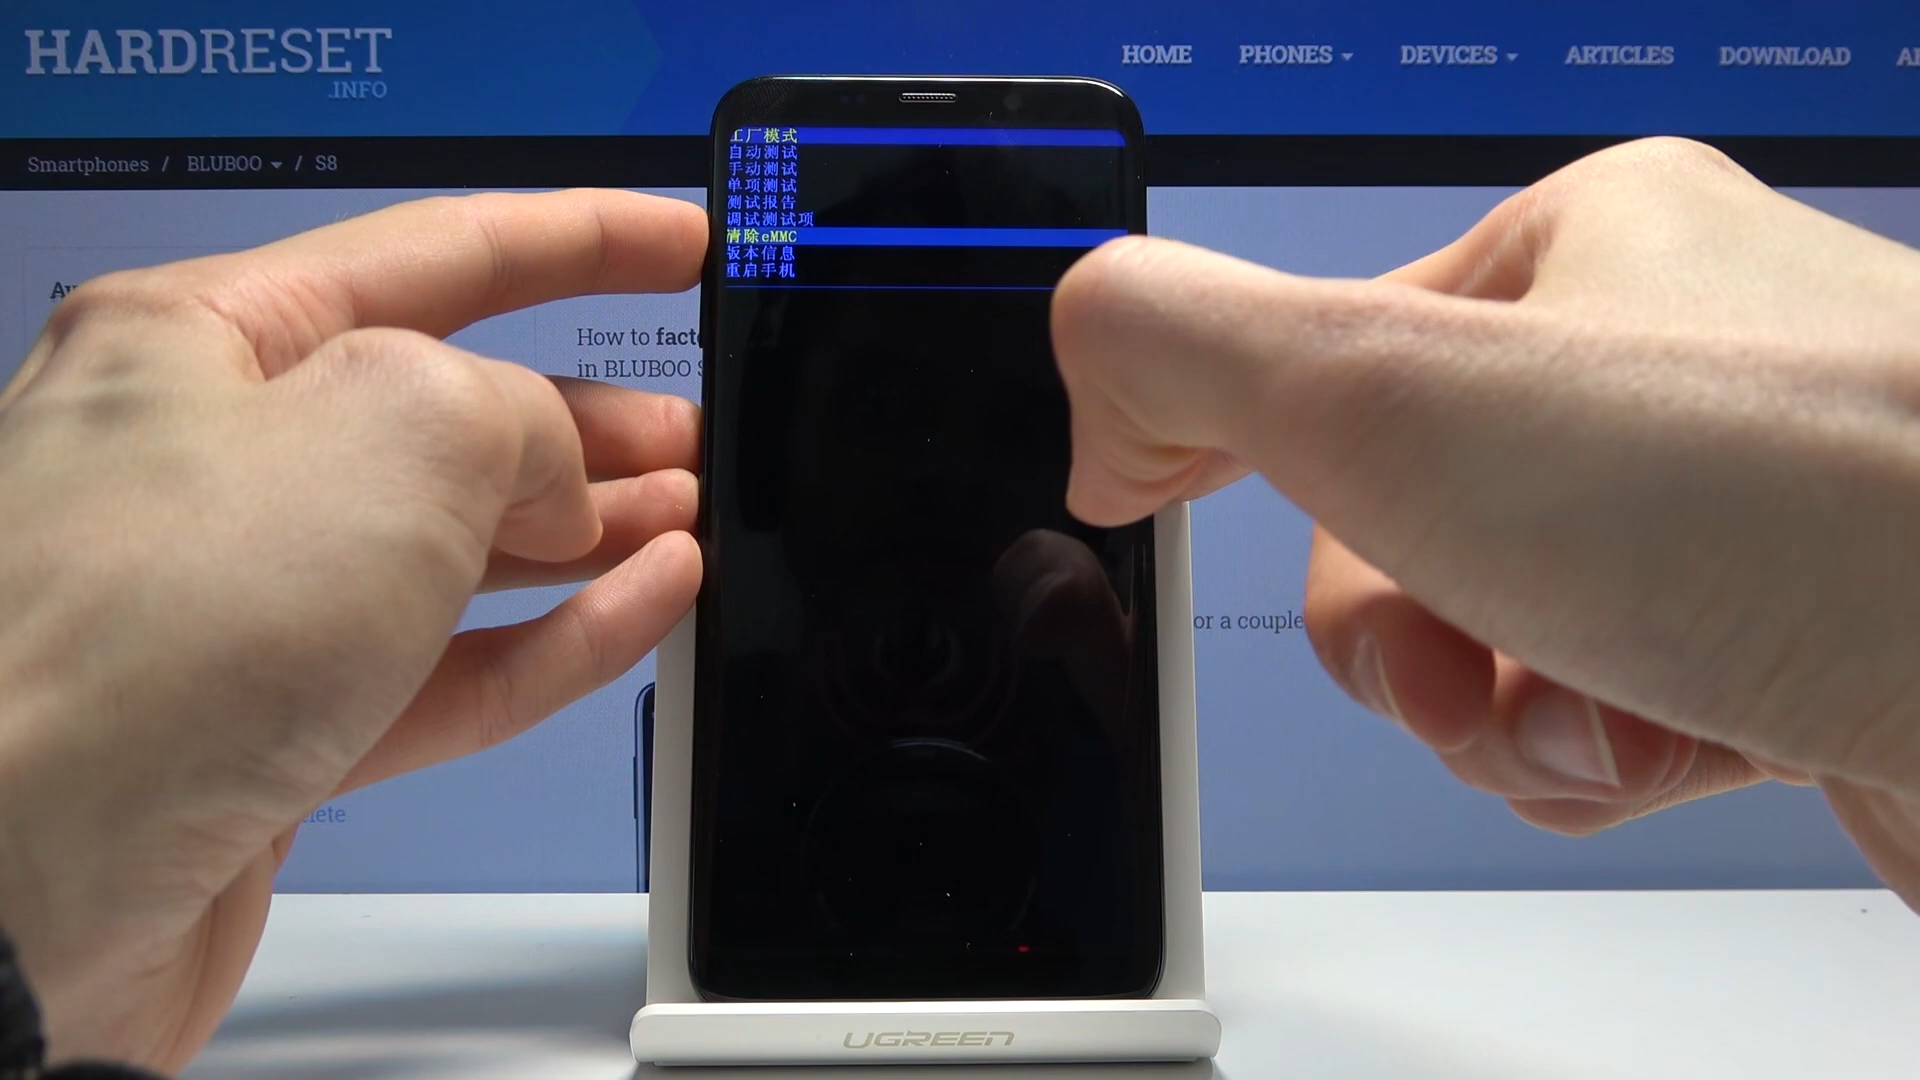 HARDRESET
.INFO
HOME PHONES DEVICES ARTICLES DOWNLOAD
Smartphones / BLUBOO / S8
工厂模式
自动测试
手动测试
单项测试
测试报告
调试测试项
清除eMMC
版本信息
重启手机
How to
in BLUBOO
or a couple
UGREEN